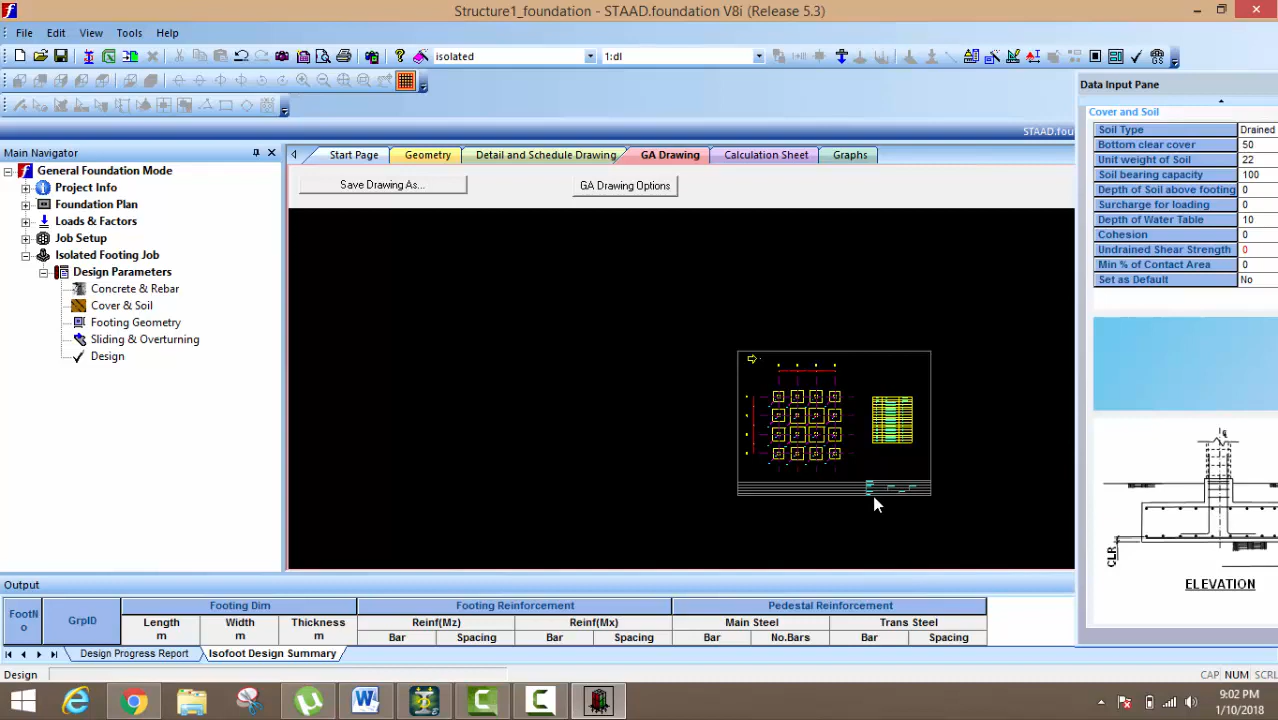 Structure1_foundation - STAAD.foundation V8i (Release 5.3)
File Edit View Tools Help
isolated 1:dl
STAAD.fou
Data Input Pane
Main Navigator
General Foundation Mode
Project Info
Foundation Plan
Loads & Factors
Job Setup
Isolated Footing Job
Design Parameters
Concrete & Rebar
Cover & Soil
Footing Geometry
Sliding & Overturning
Design
Start Page Geometry Detail and Schedule Drawing GA Drawing Calculation Sheet Graphs
Save Drawing As... GA Drawing Options
Cover and Soil
Soil Type Drained
Bottom clear cover 50
Unit weight of Soil 22
Soil bearing capacity 100
Depth of Soil above footing 0
Surcharge for loading 0
Depth of Water Table 10
Cohesion 0
Undrained Shear Strength 0
Min % of Contact Area 0
Set as Default No
CLR
ELEVATION
Output
FootN o GrpID Footing Dim Footing Reinforcement Pedestal Reinforcement
Length m Width m Thickness m Reinf(Mz) Reinf(Mx) Main Steel Trans Steel
Bar Spacing Bar Spacing Bar No.Bars Bar Spacing
Design Progress Report Isofoot Design Summary
Design CAP NUM SCRL
9:02 PM
1/10/2018